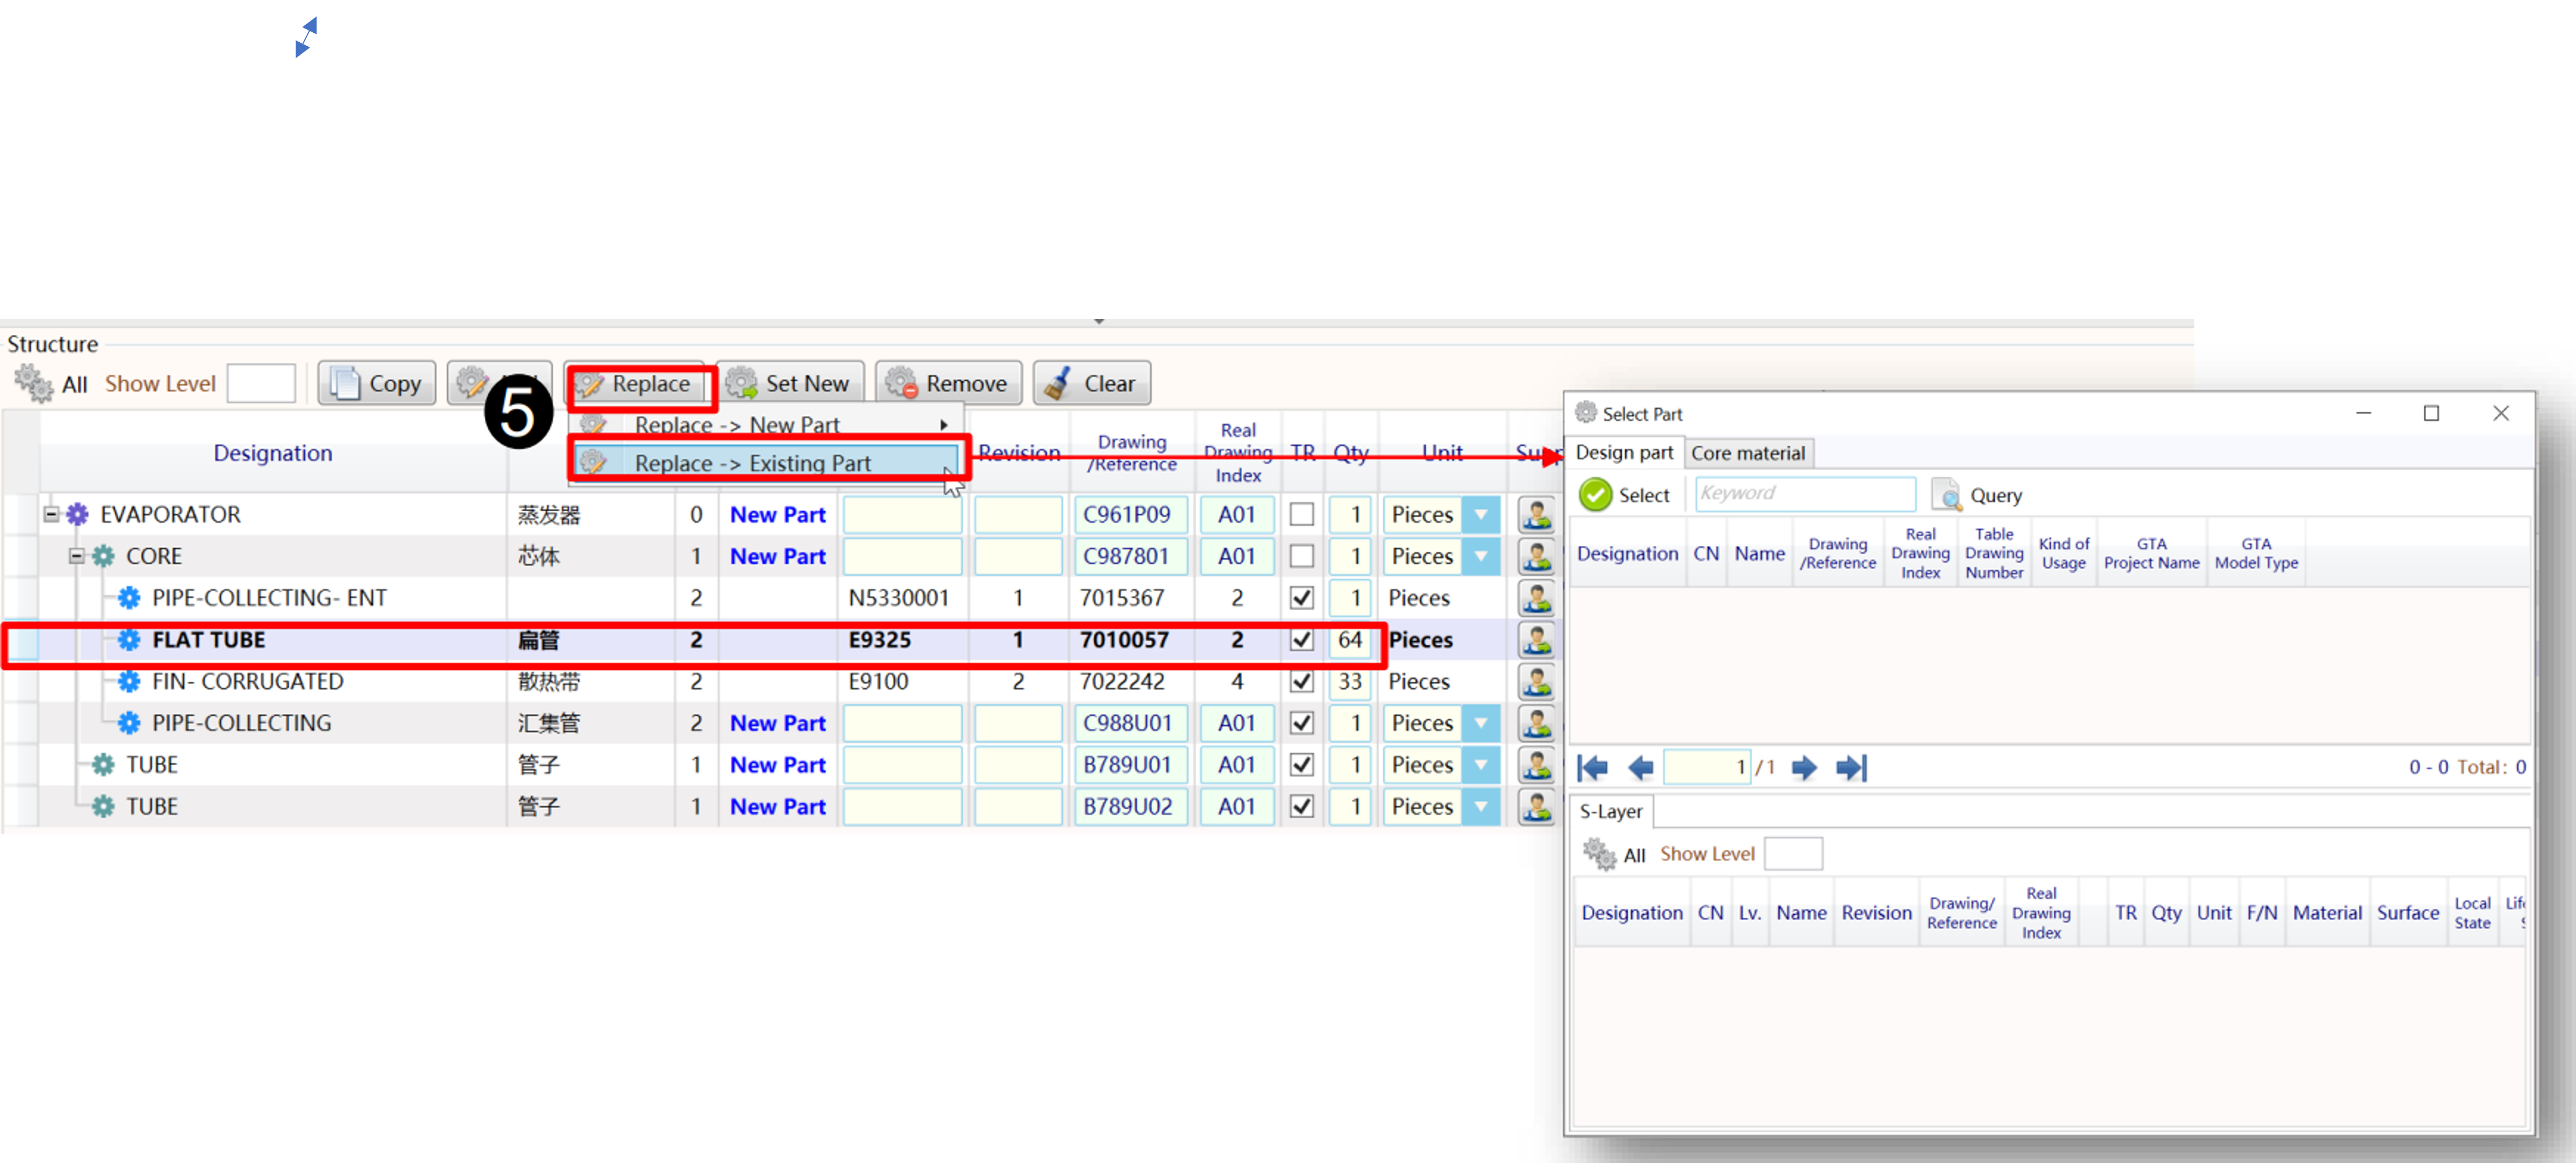 Structure
All Show Level Copy Replace Set New Remove Clear
5
Replace -> New Part
Replace -> Existing Part
Designation Revision Drawing /Reference Real Drawing Index TR Qty Unit
EVAPORATOR 蒸发器 0 New Part C961P09 A01 1 Pieces
CORE 芯体 1 New Part C987801 A01 1 Pieces
PIPE-COLLECTING- ENT 2 N5330001 1 7015367 2 1 Pieces
FLAT TUBE 扁管 2 E9325 1 7010057 2 64 Pieces
FIN- CORRUGATED 散热带 2 E9100 2 7022242 4 33 Pieces
PIPE-COLLECTING 汇集管 2 New Part C988U01 A01 1 Pieces
TUBE 管子 1 New Part B789U01 A01 1 Pieces
TUBE 管子 1 New Part B789U02 A01 1 Pieces
Select Part
Design part Core material
Select Keyword Query
Designation CN Name Drawing /Reference Real Drawing Index Table Drawing Number Kind of Usage GTA Project Name GTA Model Type
1 /1 0 - 0 Total: 0
S-Layer
All Show Level
Designation CN Lv. Name Revision Drawing/ Reference Real Drawing Index TR Qty Unit F/N Material Surface Local State